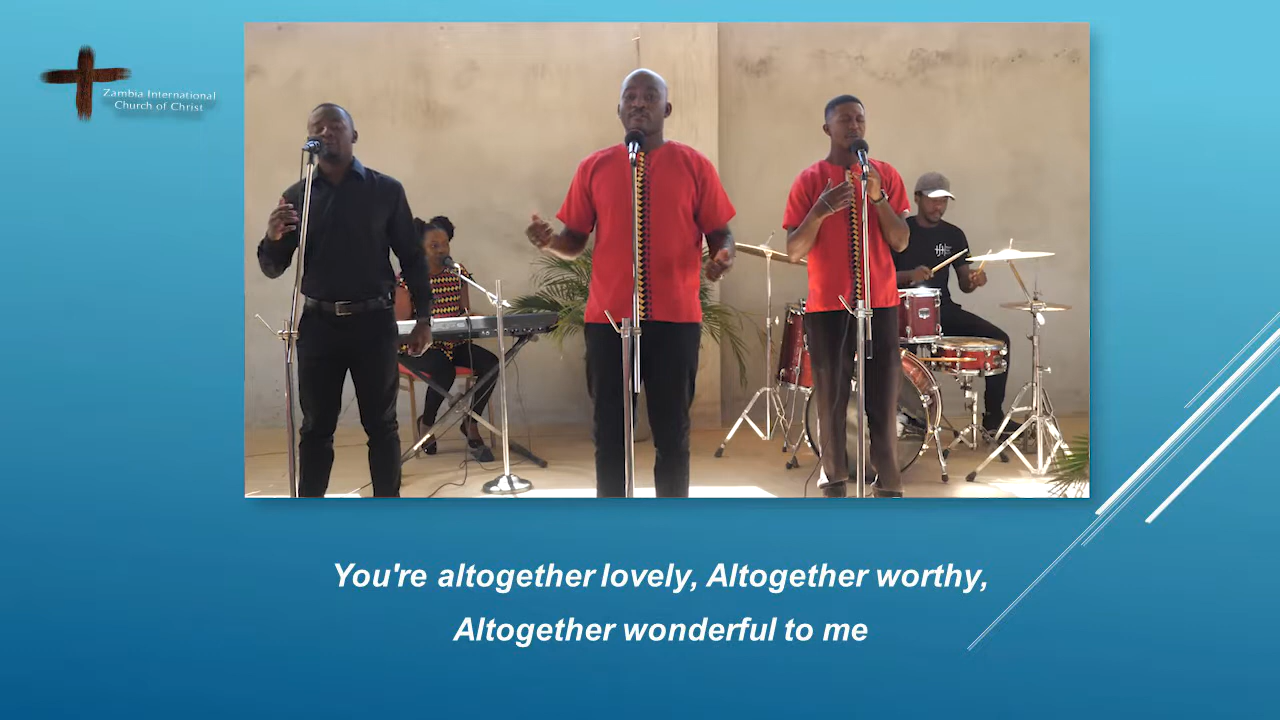 Zambia International
Church of Christ
You're altogether lovely, Altogether worthy,
Altogether wonderful to me